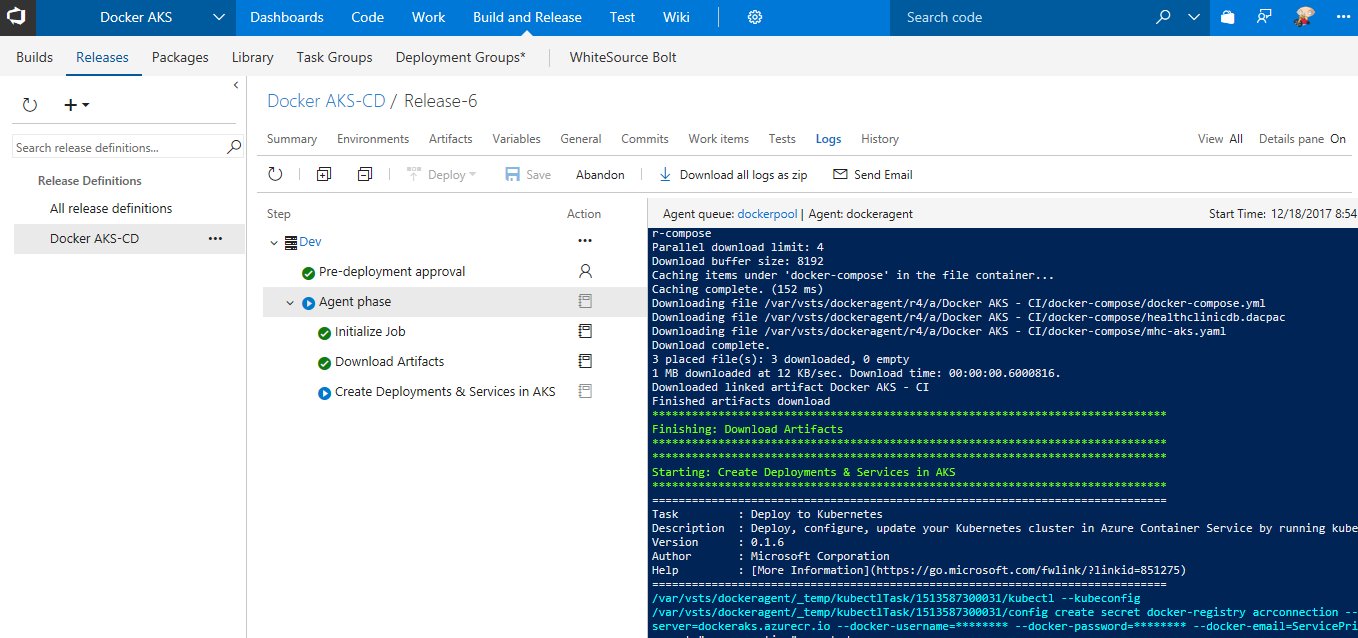 Docker AKS Dashboards Code Work Build and Release Test Wiki Search code
Builds Releases Packages Library Task Groups Deployment Groups* WhiteSource Bolt
Search release definitions...
Release Definitions
All release definitions
Docker AKS-CD ...
Docker AKS-CD / Release-6
Summary Environments Artifacts Variables General Commits Work items Tests Logs History View All Details pane On
Deploy Save Abandon Download all logs as zip Send Email
Step Action
Dev ...
Pre-deployment approval
Agent phase
Initialize Job
Download Artifacts
Create Deployments & Services in AKS
Agent queue: dockerpool | Agent: dockeragent Start Time: 12/18/2017 8:54
r-compose
Parallel download limit: 4
Download buffer size: 8192
Caching items under 'docker-compose' in the file container...
Caching complete. (152 ms)
Downloading file /var/vsts/dockeragent/r4/a/Docker AKS - CI/docker-compose/docker-compose.yml
Downloading file /var/vsts/dockeragent/r4/a/Docker AKS - CI/docker-compose/healthclinicdb.dacpac
Downloading file /var/vsts/dockeragent/r4/a/Docker AKS - CI/docker-compose/mhc-aks.yaml
Download complete.
3 placed file(s): 3 downloaded, 0 empty
1 MB downloaded at 12 KB/sec. Download time: 00:00:00.6000816.
Downloaded linked artifact Docker AKS - CI
Finished artifacts download
******************************************************************************
Finishing: Download Artifacts
******************************************************************************
******************************************************************************
Starting: Create Deployments & Services in AKS
******************************************************************************
==============================================================================
Task : Deploy to Kubernetes
Description : Deploy, configure, update your Kubernetes cluster in Azure Container Service by running kube
Version : 0.1.6
Author : Microsoft Corporation
Help : [More Information](https://go.microsoft.com/fwlink/?linkid=851275)
==============================================================================
/var/vsts/dockeragent/_temp/kubectlTask/1513587300031/kubectl --kubeconfig
/var/vsts/dockeragent/_temp/kubectlTask/1513587300031/config create secret docker-registry acrconnection --
server=dockeraks.azurecr.io --docker-username=******** --docker-password=******** --docker-email=ServicePri